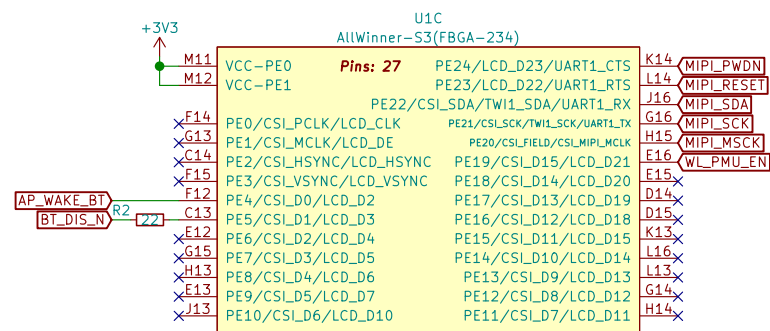 U1C
AllWinner-S3(FBGA-234)
+3V3
Pins: 27
M11 VCC-PE0 PE24/LCD_D23/UART1_CTS K14 MIPI_PWDN
M12 VCC-PE1 PE23/LCD_D22/UART1_RTS L14 MIPI_RESET
PE22/CSI_SDA/TWI1_SDA/UART1_RX J16 MIPI_SDA
F14 PE0/CSI_PCLK/LCD_CLK PE21/CSI_SCK/TWI1_SCK/UART1_TX G16 MIPI_SCK
G13 PE1/CSI_MCLK/LCD_DE PE20/CSI_FIELD/CSI_MIPI_MCLK H15 MIPI_MSCK
C14 PE2/CSI_HSYNC/LCD_HSYNC PE19/CSI_D15/LCD_D21 E16 WL_PMU_EN
F15 PE3/CSI_VSYNC/LCD_VSYNC PE18/CSI_D14/LCD_D20 E15
AP_WAKE_BT F12 PE4/CSI_D0/LCD_D2 PE17/CSI_D13/LCD_D19 D14
BT_DIS_N R2 22 C13 PE5/CSI_D1/LCD_D3 PE16/CSI_D12/LCD_D18 D15
E12 PE6/CSI_D2/LCD_D4 PE15/CSI_D11/LCD_D15 K13
G15 PE7/CSI_D3/LCD_D5 PE14/CSI_D10/LCD_D14 L16
H13 PE8/CSI_D4/LCD_D6 PE13/CSI_D9/LCD_D13 L13
E13 PE9/CSI_D5/LCD_D7 PE12/CSI_D8/LCD_D12 G14
J13 PE10/CSI_D6/LCD_D10 PE11/CSI_D7/LCD_D11 H14